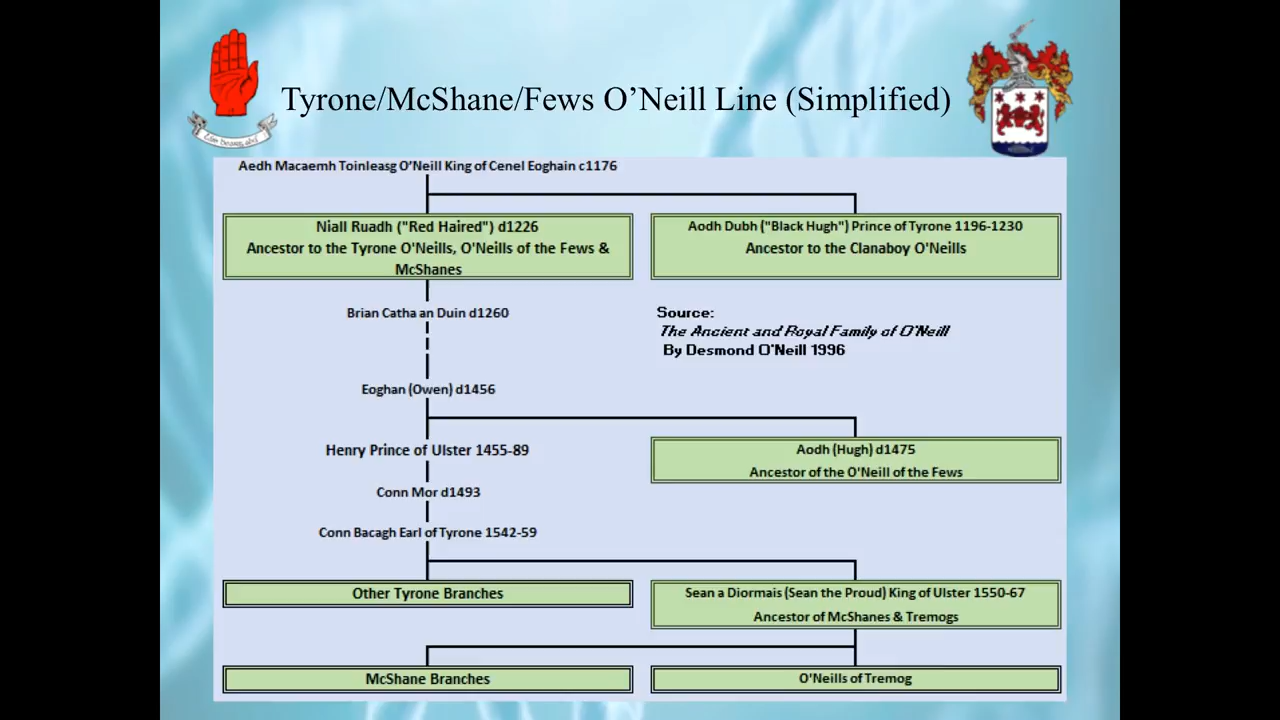 Tyrone/McShane/Fews O’Neill Line (Simplified)
Aedh Macaemh Toinleasg O’Neill King of Cenel Eoghain c1176
Niall Ruadh ("Red Haired") d1226
Ancestor to the Tyrone O'Neills, O'Neills of the Fews &
McShanes
Aodh Dubh ("Black Hugh") Prince of Tyrone 1196-1230
Ancestor to the Clanaboy O'Neills
Brian Catha an Duin d1260
Source:
The Ancient and Royal Family of O'Neill
By Desmond O'Neill 1996
Eoghan (Owen) d1456
Henry Prince of Ulster 1455-89
Aodh (Hugh) d1475
Ancestor of the O'Neill of the Fews
Conn Mor d1493
Conn Bacagh Earl of Tyrone 1542-59
Other Tyrone Branches
Sean a Diormais (Sean the Proud) King of Ulster 1550-67
Ancestor of McShanes & Tremogs
McShane Branches
O'Neills of Tremog